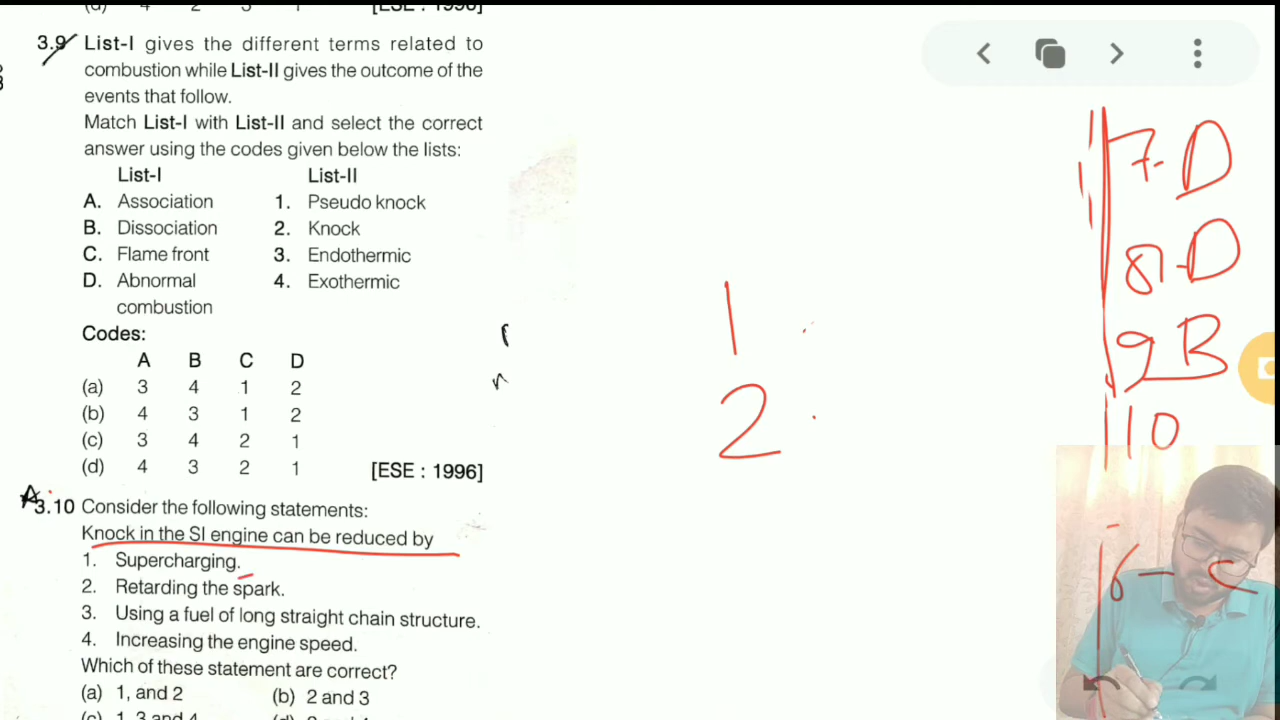 3.9 List-I gives the different terms related to
combustion while List-II gives the outcome of the
events that follow.
Match List-I with List-II and select the correct
answer using the codes given below the lists:
List-I List-II
A. Association 1. Pseudo knock
B. Dissociation 2. Knock
C. Flame front 3. Endothermic
D. Abnormal 4. Exothermic
combustion
Codes:
A B C D
(a) 3 4 1 2
(b) 4 3 1 2
(c) 3 4 2 1
(d) 4 3 2 1 [ESE : 1996]
3.10 Consider the following statements:
Knock in the SI engine can be reduced by
1. Supercharging.
2. Retarding the spark.
3. Using a fuel of long straight chain structure.
4. Increasing the engine speed.
Which of these statement are correct?
(a) 1, and 2 (b) 2 and 3
1
2
7-D
8-D
9 B
10